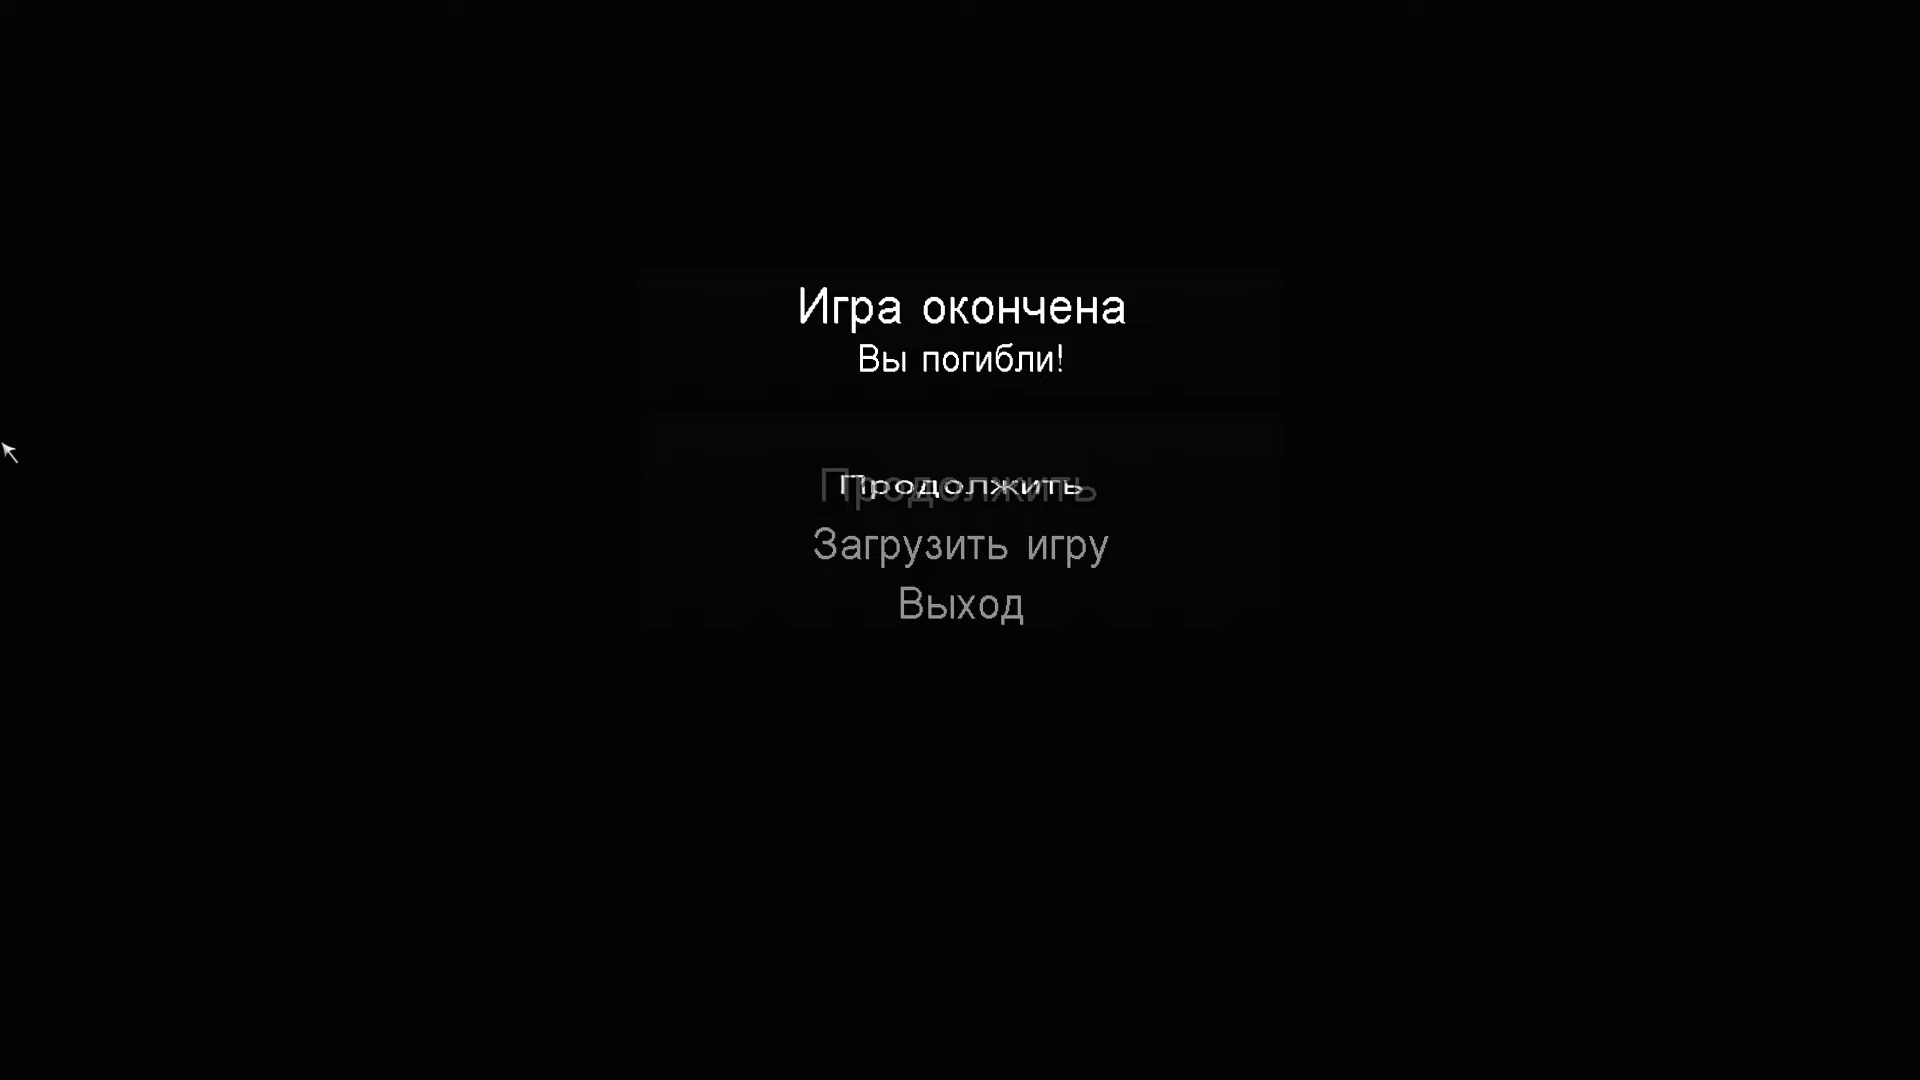 Игра окончена
Вы погибли!
Продолжить
Загрузить игру
Выход